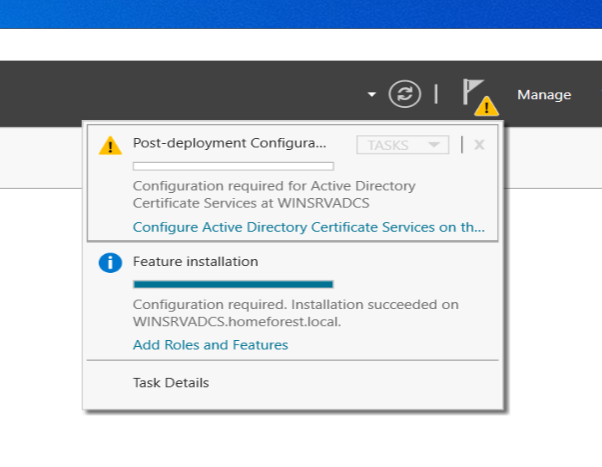 Manage
Post-deployment Configura...
TASKS
x
Configuration required for Active Directory
Certificate Services at WINSRVADCS
Configure Active Directory Certificate Services on th...
Feature installation
Configuration required. Installation succeeded on
WINSRVADCS.homeforest.local.
Add Roles and Features
Task Details